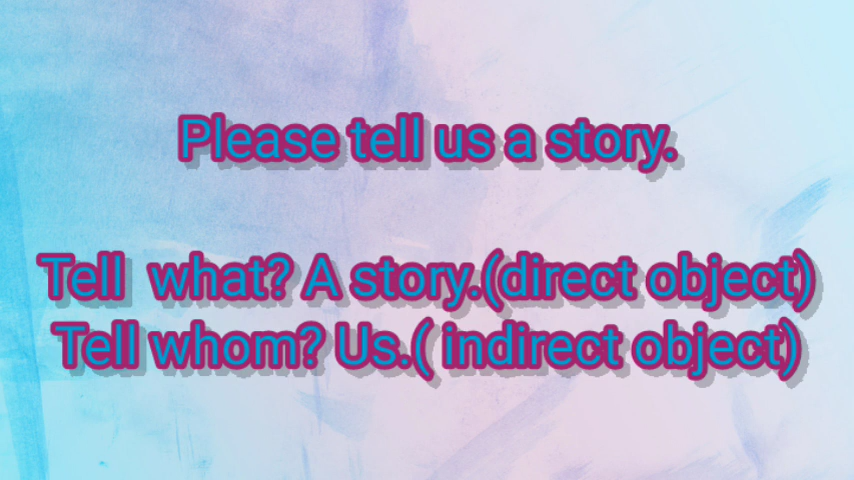 Please tell us a story.
Tell  what? A story.(direct object)
Tell whom? Us.( indirect object)